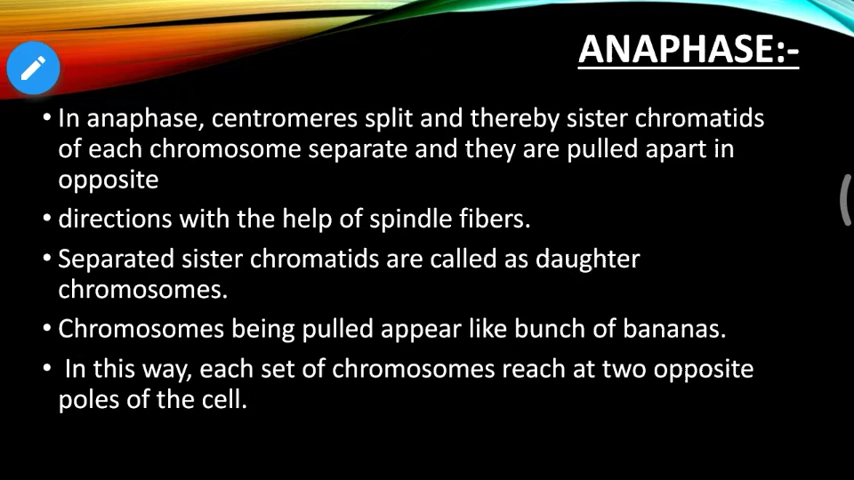 ANAPHASE:-
• In anaphase, centromeres split and thereby sister chromatids
of each chromosome separate and they are pulled apart in
opposite
• directions with the help of spindle fibers.
• Separated sister chromatids are called as daughter
chromosomes.
• Chromosomes being pulled appear like bunch of bananas.
• In this way, each set of chromosomes reach at two opposite
poles of the cell.